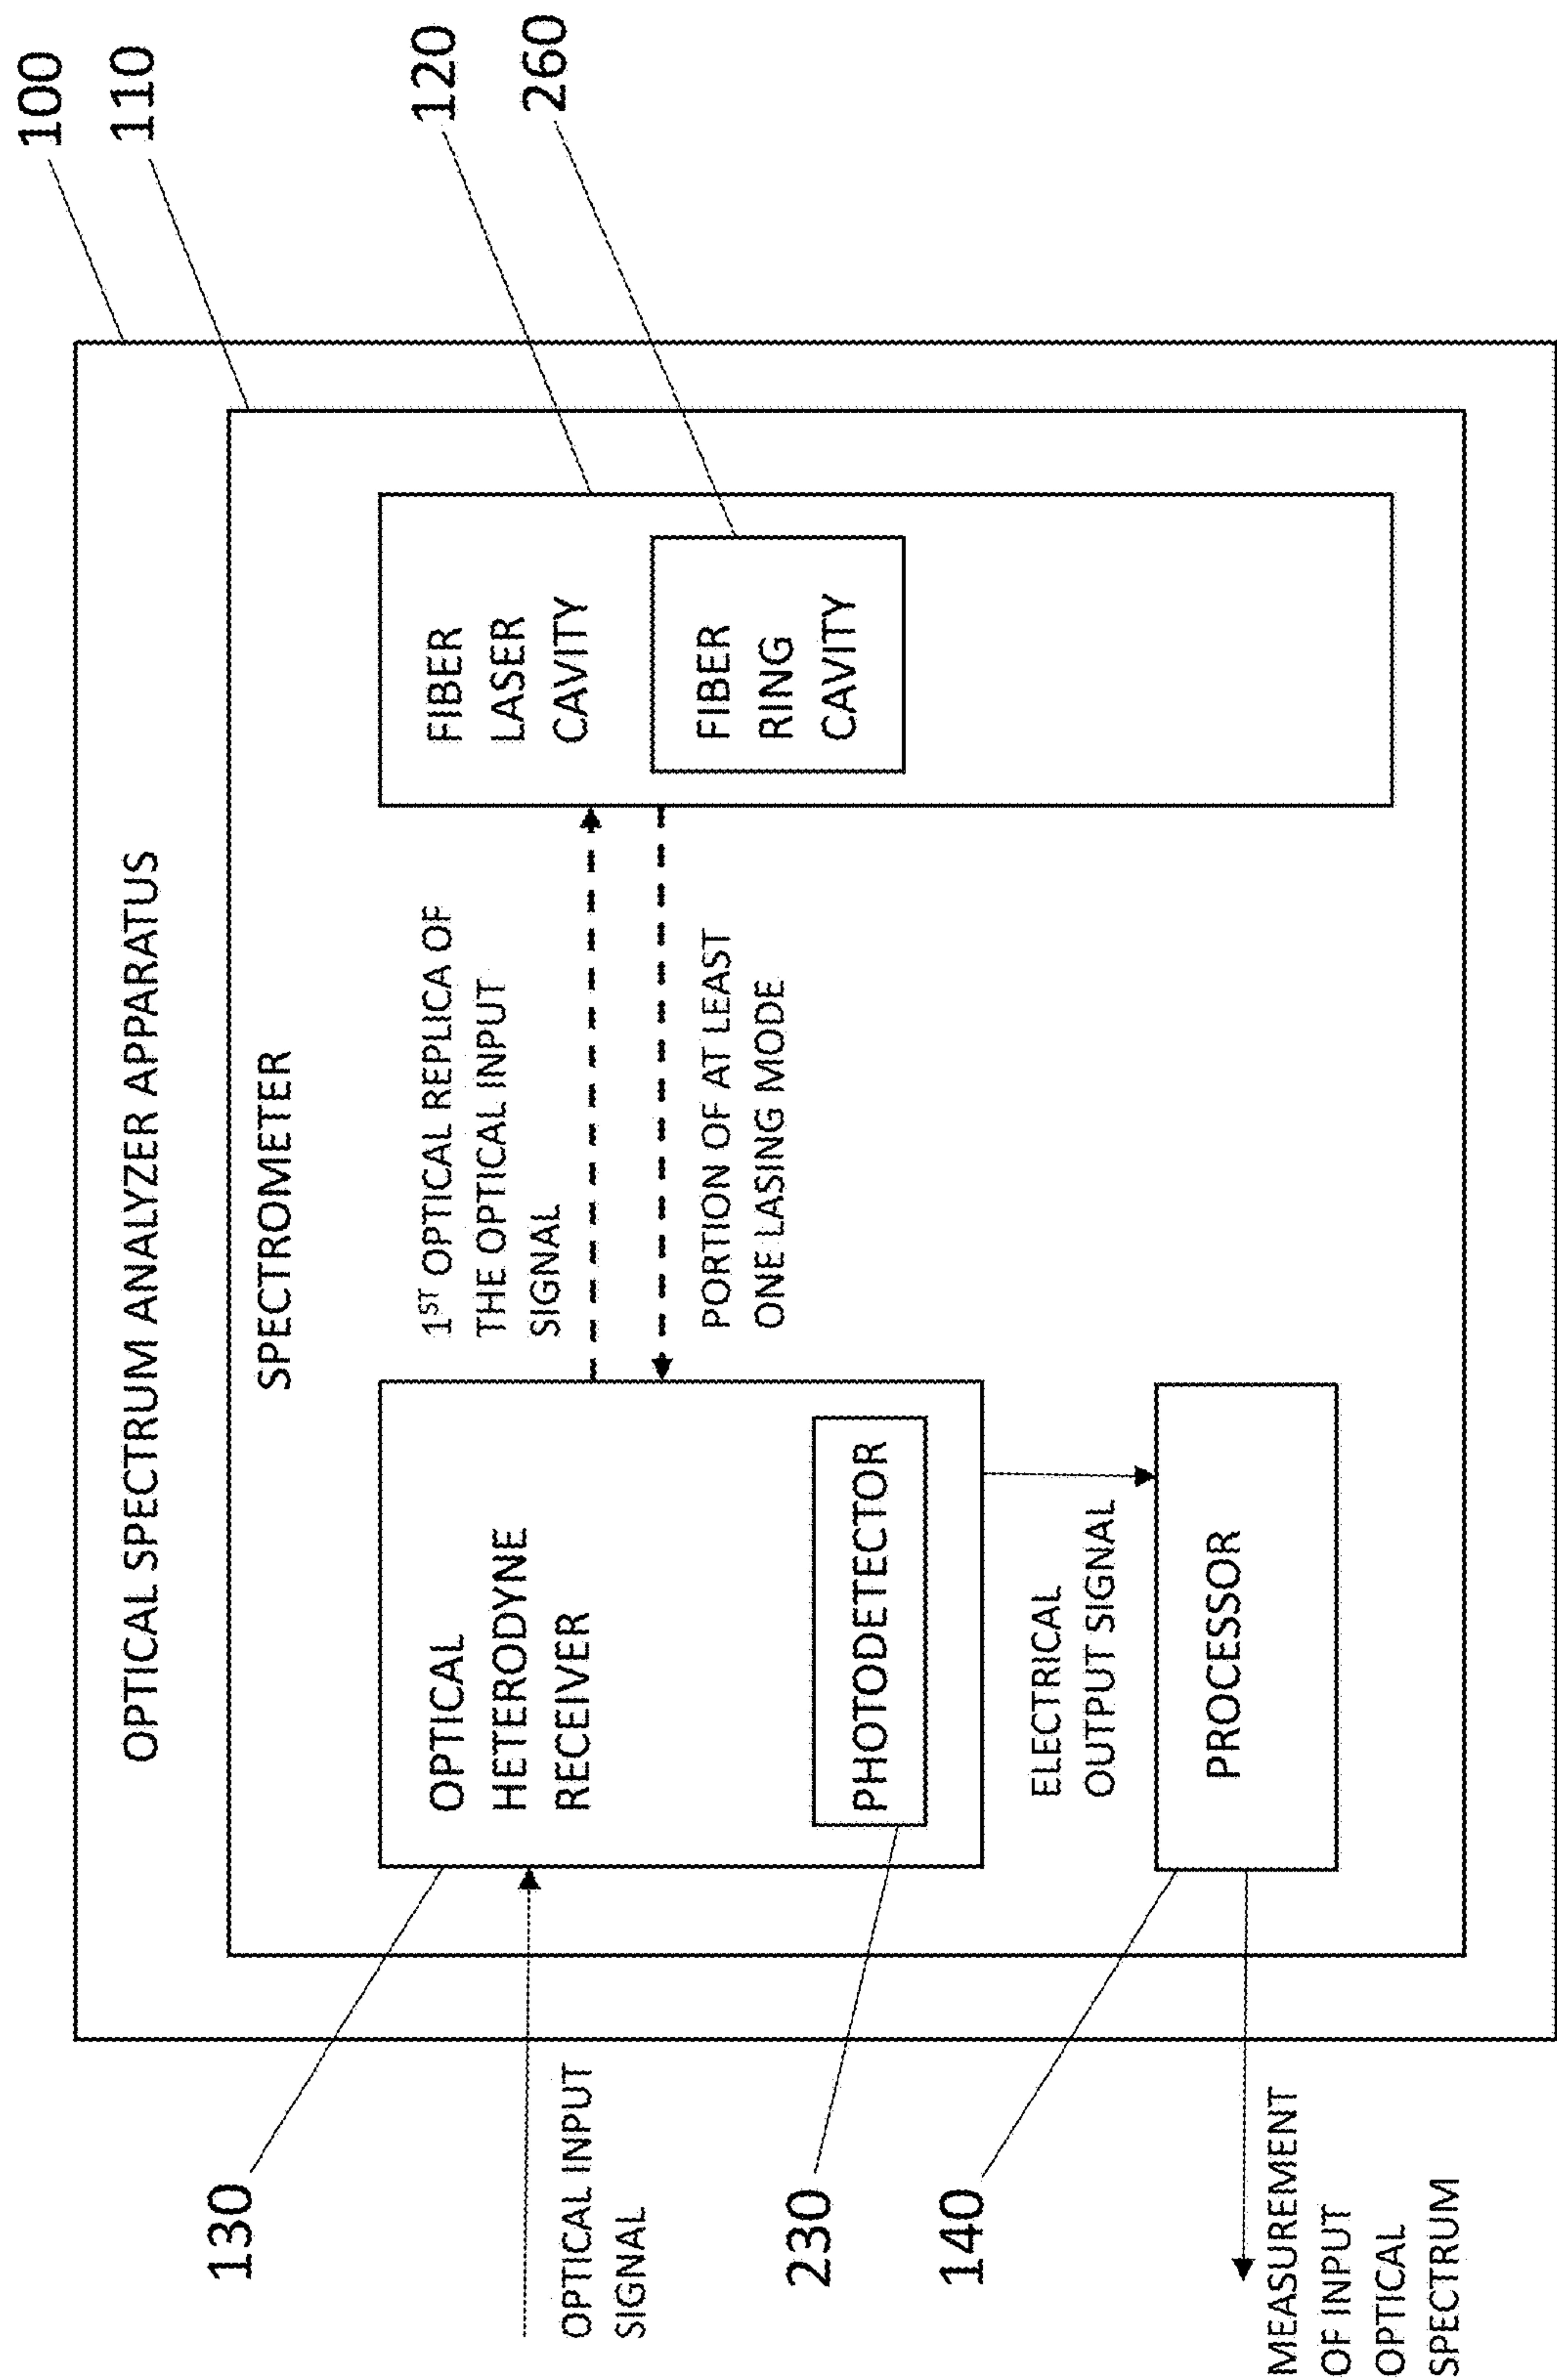 100
110
120
260
OPTICAL SPECTRUM ANALYZER APPARATUS
SPECTROMETER
OPTICAL
HETERODYNE
RECEIVER
1ST OPTICAL REPLICA OF
THE OPTICAL INPUT
SIGNAL
FIBER
LASER
CAVITY
FIBER
RING
CAVITY
PORTION OF AT LEAST
ONE LASING MODE
PHOTODETECTOR
ELECTRICAL
OUTPUT SIGNAL
PROCESSOR
130
OPTICAL INPUT
SIGNAL
230
140
MEASUREMENT
OF INPUT
OPTICAL
SPECTRUM